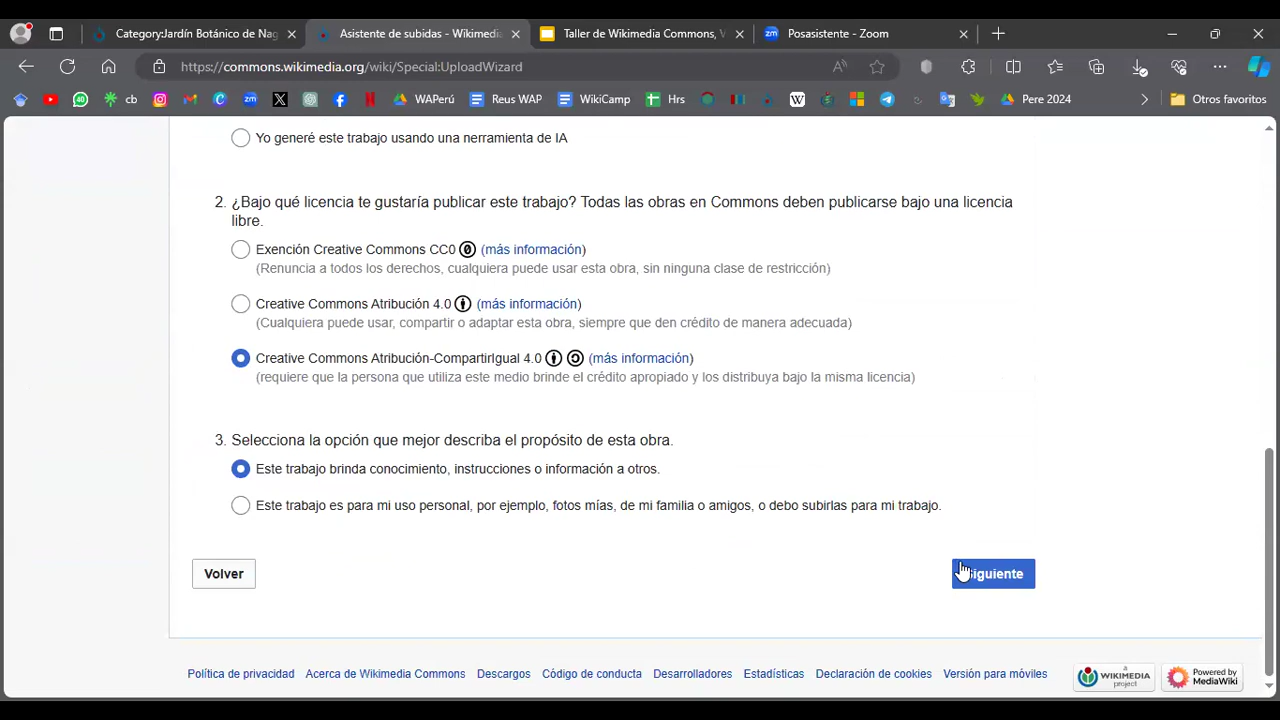 Category:Jardín Botánico de Nag
Asistente de subidas - Wikimedia
Taller de Wikimedia Commons, V
Posasistente - Zoom
https://commons.wikimedia.org/wiki/Special:UploadWizard
cb
WAPerú
Reus WAP
WikiCamp
Hrs
Pere 2024
Otros favoritos
Yo generé este trabajo usando una nerramienta de IA
2. ¿Bajo qué licencia te gustaría publicar este trabajo? Todas las obras en Commons deben publicarse bajo una licencia
libre.
Exención Creative Commons CC0 (más información)
(Renuncia a todos los derechos, cualquiera puede usar esta obra, sin ninguna clase de restricción)
Creative Commons Atribución 4.0 (más información)
(Cualquiera puede usar, compartir o adaptar esta obra, siempre que den crédito de manera adecuada)
Creative Commons Atribución-CompartirIgual 4.0 (más información)
(requiere que la persona que utiliza este medio brinde el crédito apropiado y los distribuya bajo la misma licencia)
3. Selecciona la opción que mejor describa el propósito de esta obra.
Este trabajo brinda conocimiento, instrucciones o información a otros.
Este trabajo es para mi uso personal, por ejemplo, fotos mías, de mi familia o amigos, o debo subirlas para mi trabajo.
Volver
Siguiente
Política de privacidad
Acerca de Wikimedia Commons
Descargos
Código de conducta
Desarrolladores
Estadísticas
Declaración de cookies
Versión para móviles
a
WIKIMEDIA
project
Powered by
MediaWiki